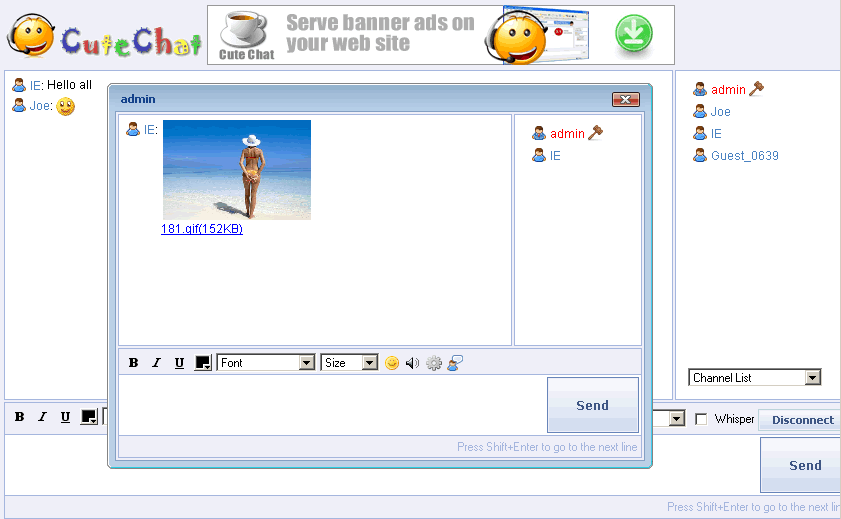 CuteChat
Cute Chat
Serve banner ads on
your web site
IE: Hello all
Joe:
admin
Joe
IE
Guest_0639
Channel List
admin
IE:
181.gif(152KB)
admin
IE
B I U Font Size
Send
Press Shift+Enter to go to the next line
B I U
Whisper Disconnect
Send
Press Shift+Enter to go to the next lin